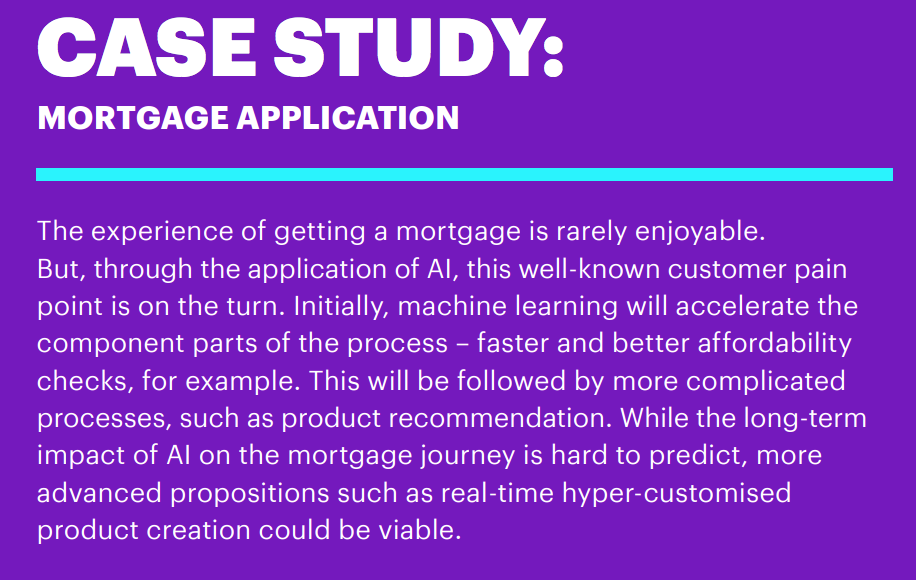 CASE STUDY:
MORTGAGE APPLICATION
The experience of getting a mortgage is rarely enjoyable.
But, through the application of AI, this well-known customer pain
point is on the turn. Initially, machine learning will accelerate the
component parts of the process – faster and better affordability
checks, for example. This will be followed by more complicated
processes, such as product recommendation. While the long-term
impact of AI on the mortgage journey is hard to predict, more
advanced propositions such as real-time hyper-customised
product creation could be viable.